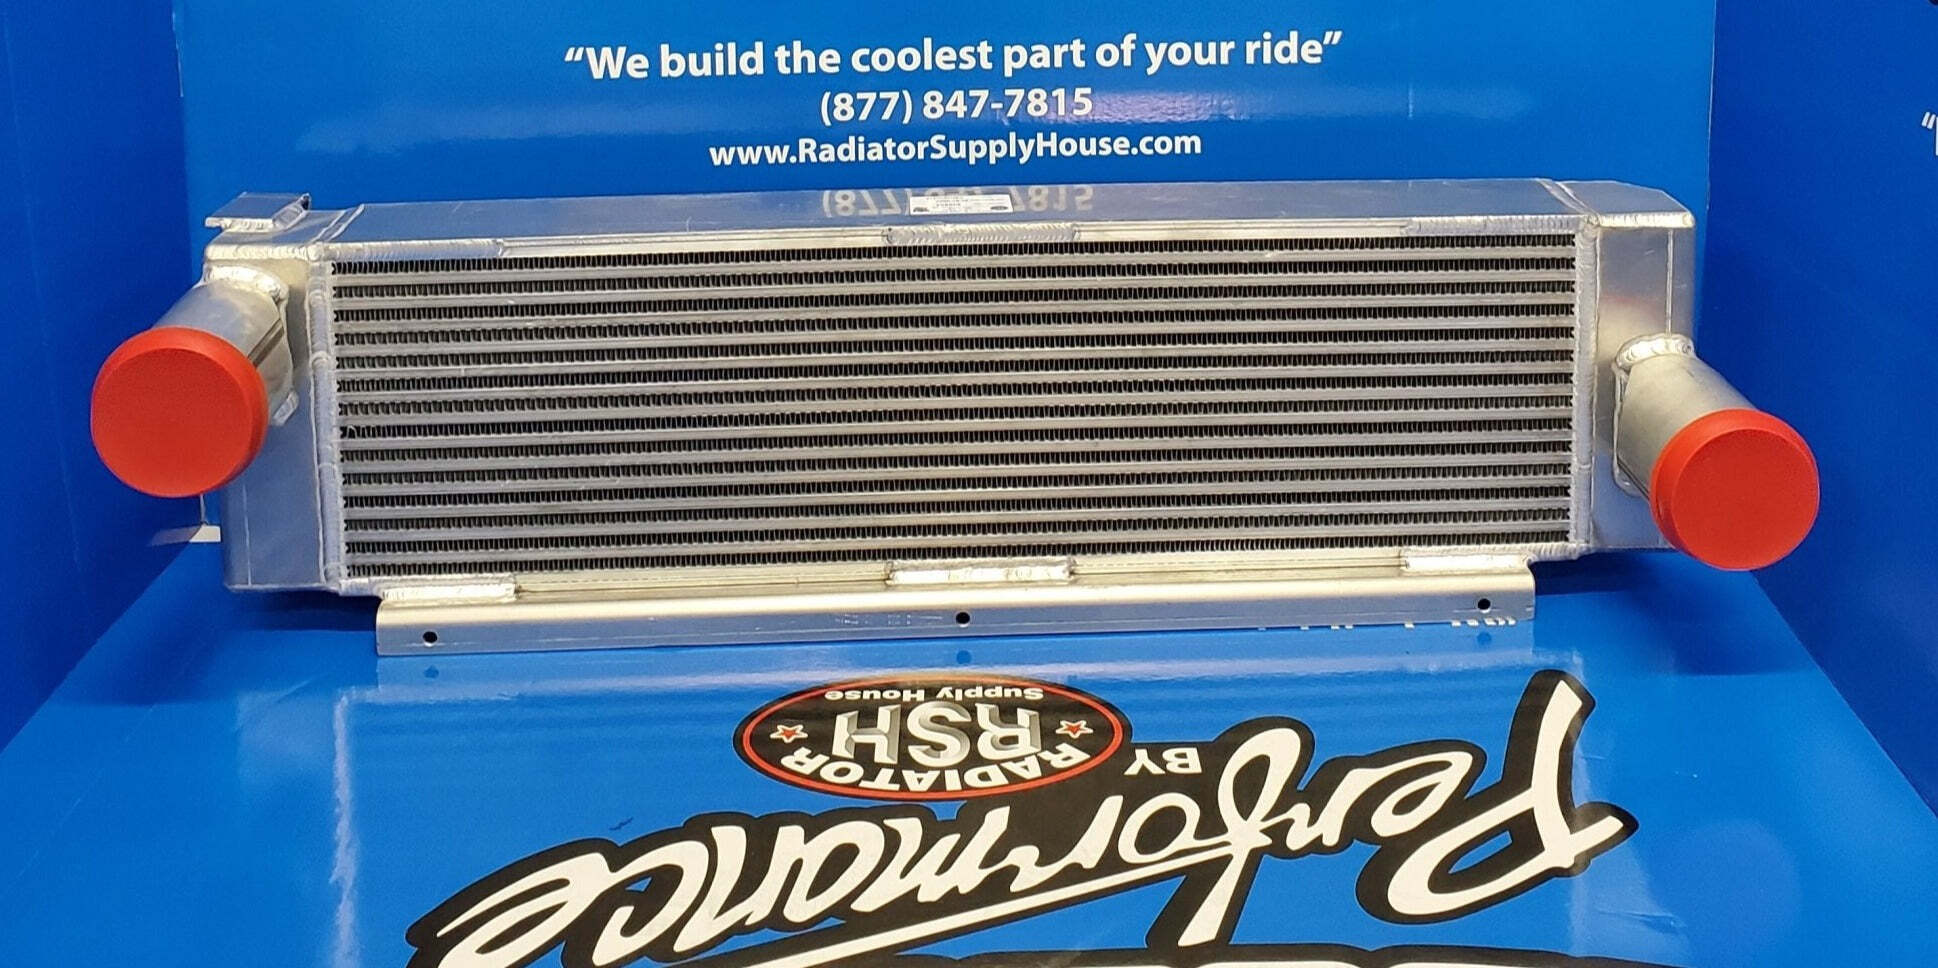 “We build the coolest part of your ride”
(877) 847-7815
www.RadiatorSupplyHouse.com
Performance
BY
RADIATOR
RSH
Supply House